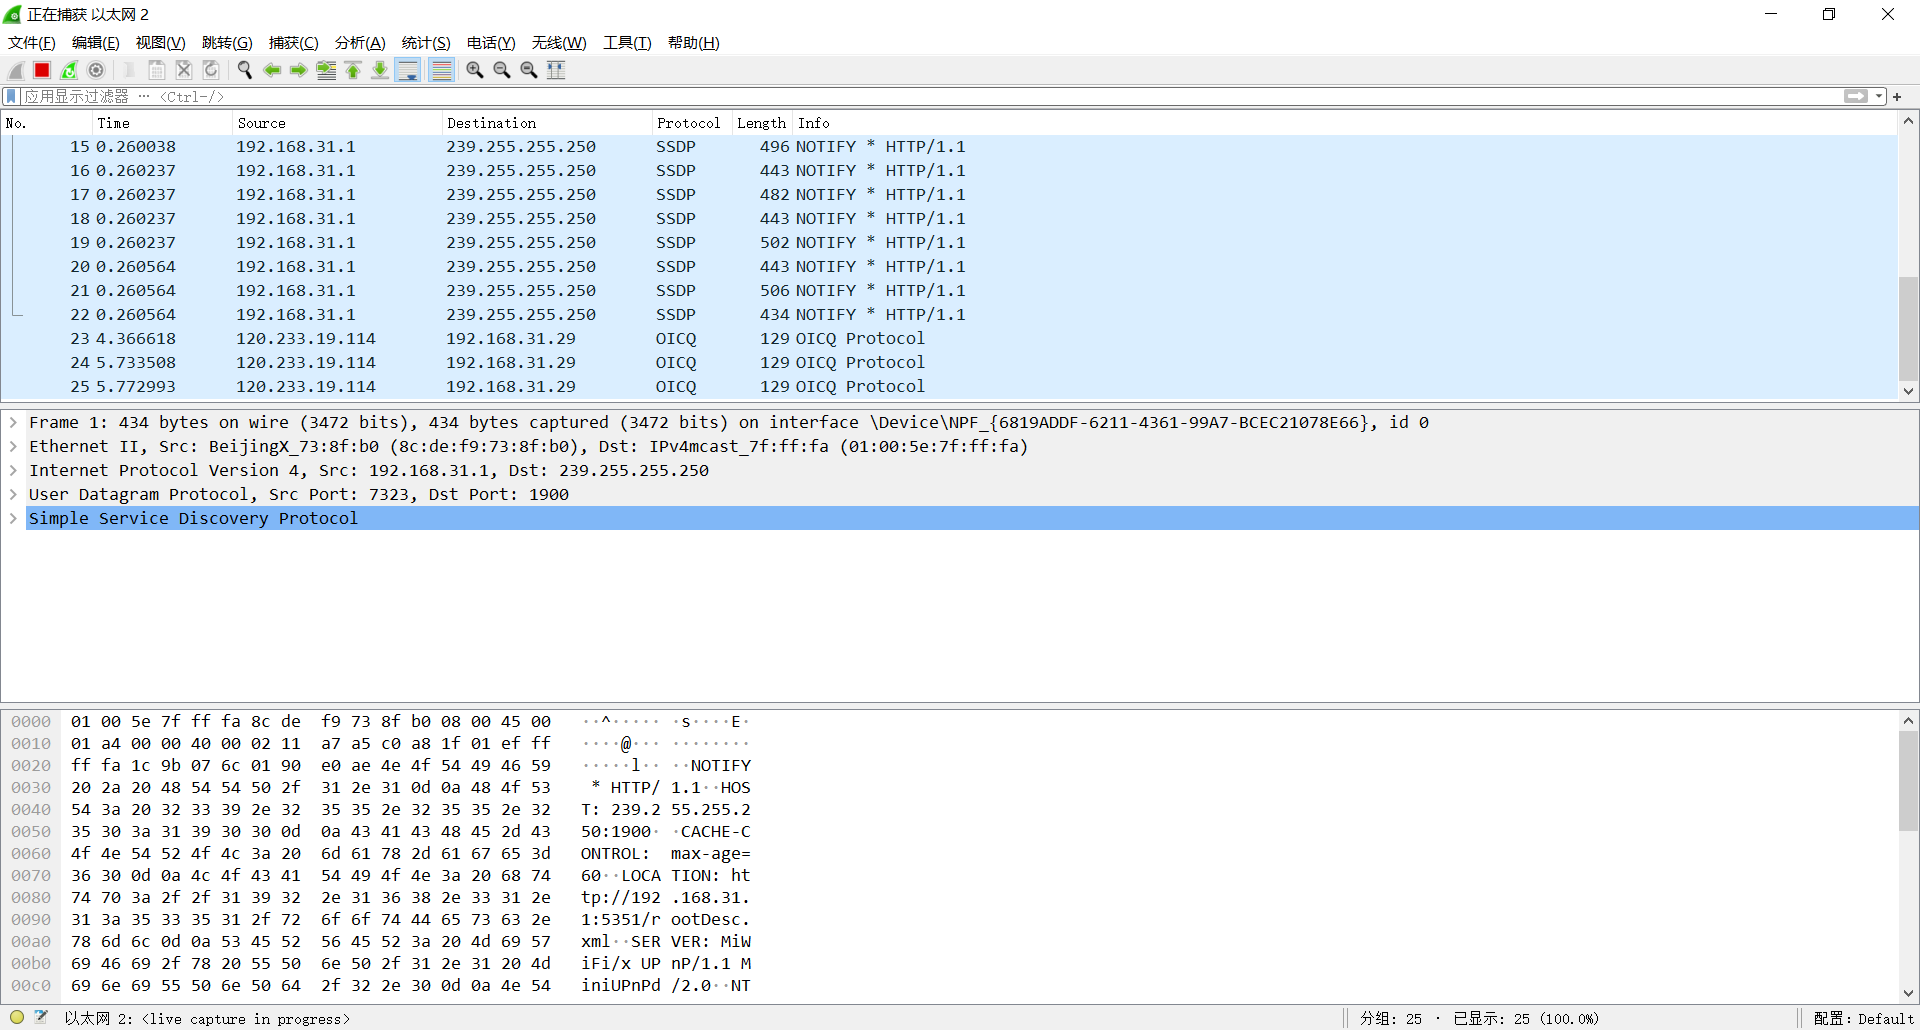 正在捕获 以太网 2
文件(F) 编辑(E) 视图(V) 跳转(G) 捕获(C) 分析(A) 统计(S) 电话(Y) 无线(W) 工具(T) 帮助(H)
应用显示过滤器 … <Ctrl-/>
No. Time Source Destination Protocol Length Info
15 0.260038 192.168.31.1 239.255.255.250 SSDP 496 NOTIFY * HTTP/1.1
16 0.260237 192.168.31.1 239.255.255.250 SSDP 443 NOTIFY * HTTP/1.1
17 0.260237 192.168.31.1 239.255.255.250 SSDP 482 NOTIFY * HTTP/1.1
18 0.260237 192.168.31.1 239.255.255.250 SSDP 443 NOTIFY * HTTP/1.1
19 0.260237 192.168.31.1 239.255.255.250 SSDP 502 NOTIFY * HTTP/1.1
20 0.260564 192.168.31.1 239.255.255.250 SSDP 443 NOTIFY * HTTP/1.1
21 0.260564 192.168.31.1 239.255.255.250 SSDP 506 NOTIFY * HTTP/1.1
22 0.260564 192.168.31.1 239.255.255.250 SSDP 434 NOTIFY * HTTP/1.1
23 4.366618 120.233.19.114 192.168.31.29 OICQ 129 OICQ Protocol
24 5.733508 120.233.19.114 192.168.31.29 OICQ 129 OICQ Protocol
25 5.772993 120.233.19.114 192.168.31.29 OICQ 129 OICQ Protocol
Frame 1: 434 bytes on wire (3472 bits), 434 bytes captured (3472 bits) on interface \Device\NPF_{6819ADDF-6211-4361-99A7-BCEC21078E66}, id 0
Ethernet II, Src: BeijingX_73:8f:b0 (8c:de:f9:73:8f:b0), Dst: IPv4mcast_7f:ff:fa (01:00:5e:7f:ff:fa)
Internet Protocol Version 4, Src: 192.168.31.1, Dst: 239.255.255.250
User Datagram Protocol, Src Port: 7323, Dst Port: 1900
Simple Service Discovery Protocol
0000 01 00 5e 7f ff fa 8c de f9 73 8f b0 08 00 45 00 ··^····· ·s····E·
0010 01 a4 00 00 40 00 02 11 a7 a5 c0 a8 1f 01 ef ff ····@··· ········
0020 ff fa 1c 9b 07 6c 01 90 e0 ae 4e 4f 54 49 46 59 ·····l·· ··NOTIFY
0030 20 2a 20 48 54 54 50 2f 31 2e 31 0d 0a 48 4f 53 * HTTP/ 1.1··HOS
0040 54 3a 20 32 33 39 2e 32 35 35 2e 32 35 35 2e 32 T: 239.2 55.255.2
0050 35 30 3a 31 39 30 30 0d 0a 43 41 43 48 45 2d 43 50:1900· ·CACHE-C
0060 4f 4e 54 52 4f 4c 3a 20 6d 61 78 2d 61 67 65 3d ONTROL: max-age=
0070 36 30 0d 0a 4c 4f 43 41 54 49 4f 4e 3a 20 68 74 60··LOCA TION: ht
0080 74 70 3a 2f 2f 31 39 32 2e 31 36 38 2e 33 31 2e tp://192 .168.31.
0090 31 3a 35 33 35 31 2f 72 6f 6f 74 44 65 73 63 2e 1:5351/r ootDesc.
00a0 78 6d 6c 0d 0a 53 45 52 56 45 52 3a 20 4d 69 57 xml··SER VER: MiW
00b0 69 46 69 2f 78 20 55 50 6e 50 2f 31 2e 31 20 4d iFi/x UP nP/1.1 M
00c0 69 6e 69 55 50 6e 50 64 2f 32 2e 30 0d 0a 4e 54 iniUPnPd /2.0··NT
以太网 2: <live capture in progress> 分组: 25 · 已显示: 25 (100.0%) 配置: Default